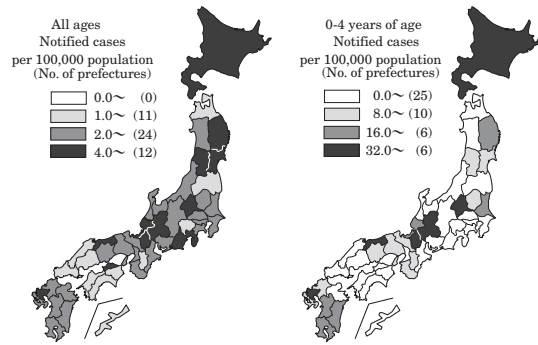 All ages
Notified cases
per 100,000 population
(No. of prefectures)
0.0〜 (0)
1.0〜 (11)
2.0〜 (24)
4.0〜 (12)
0-4 years of age
Notified cases
per 100,000 population
(No. of prefectures)
0.0〜 (25)
8.0〜 (10)
16.0〜 (6)
32.0〜 (6)